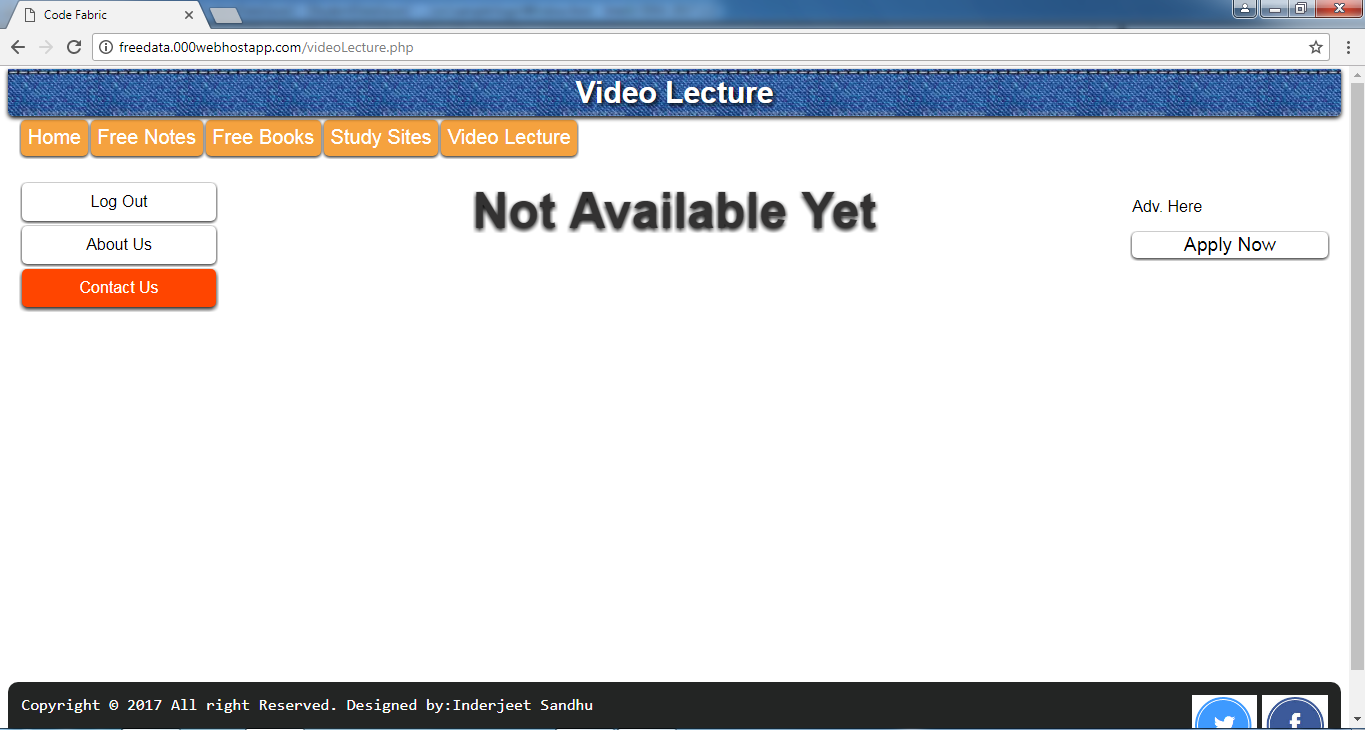 Code Fabric
freedata.000webhostapp.com/videoLecture.php
Video Lecture
Home Free Notes Free Books Study Sites Video Lecture
Log Out
About Us
Contact Us
Not Available Yet
Adv. Here
Apply Now
Copyright © 2017 All right Reserved. Designed by:Inderjeet Sandhu